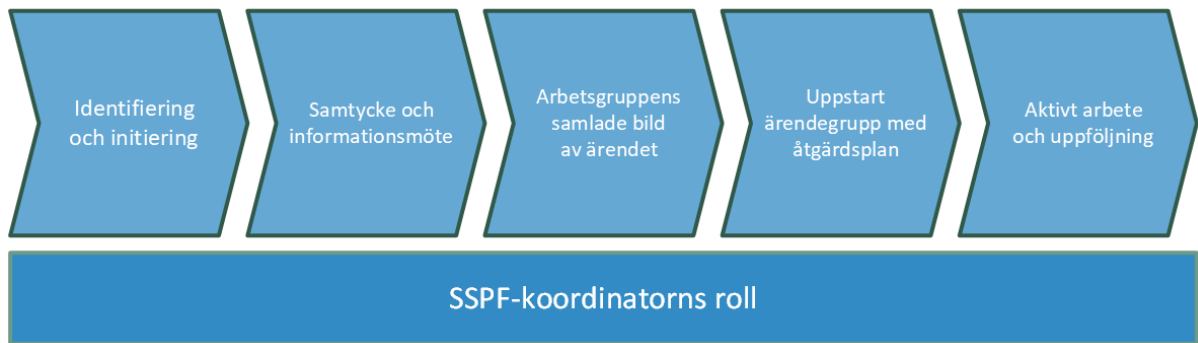 Identifiering
och initiering
Samtycke och
informationsmöte
Arbetsgruppens
samlade bild
av ärendet
Uppstart
ärendegrupp med
åtgärdsplan
Aktivt arbete
och uppföljning
SSPF-koordinatorns roll